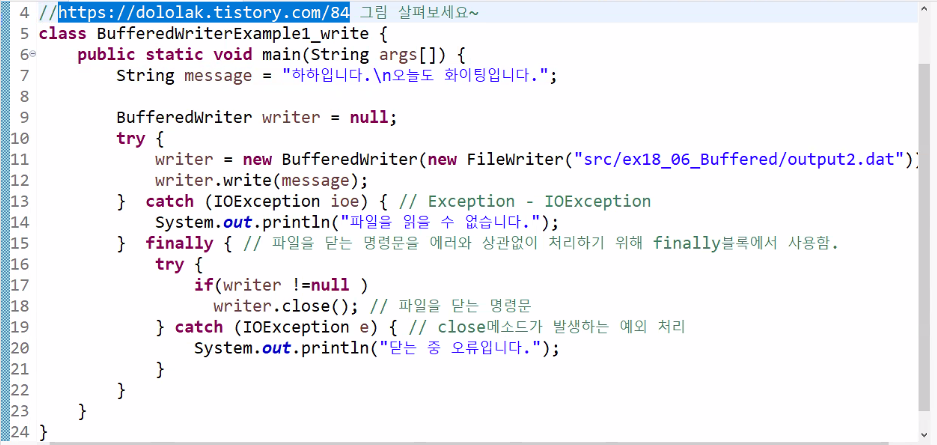 4 //https://dololak.tistory.com/84 그림 살펴보세요~
5 class BufferedWriterExample1_write {
6 public static void main(String args[]) {
7 String message = "하하입니다.\n오늘도 화이팅입니다.";
8
9 BufferedWriter writer = null;
10 try {
11 writer = new BufferedWriter(new FileWriter("src/ex18_06_Buffered/output2.dat"))
12 writer.write(message);
13 } catch (IOException ioe) { // Exception - IOException
14 System.out.println("파일을 읽을 수 없습니다.");
15 } finally { // 파일을 닫는 명령문을 에러와 상관없이 처리하기 위해 finally블록에서 사용함.
16 try {
17 if(writer !=null )
18 writer.close(); // 파일을 닫는 명령문
19 } catch (IOException e) { // close메소드가 발생하는 예외 처리
20 System.out.println("닫는 중 오류입니다.");
21 }
22 }
23 }
24 }